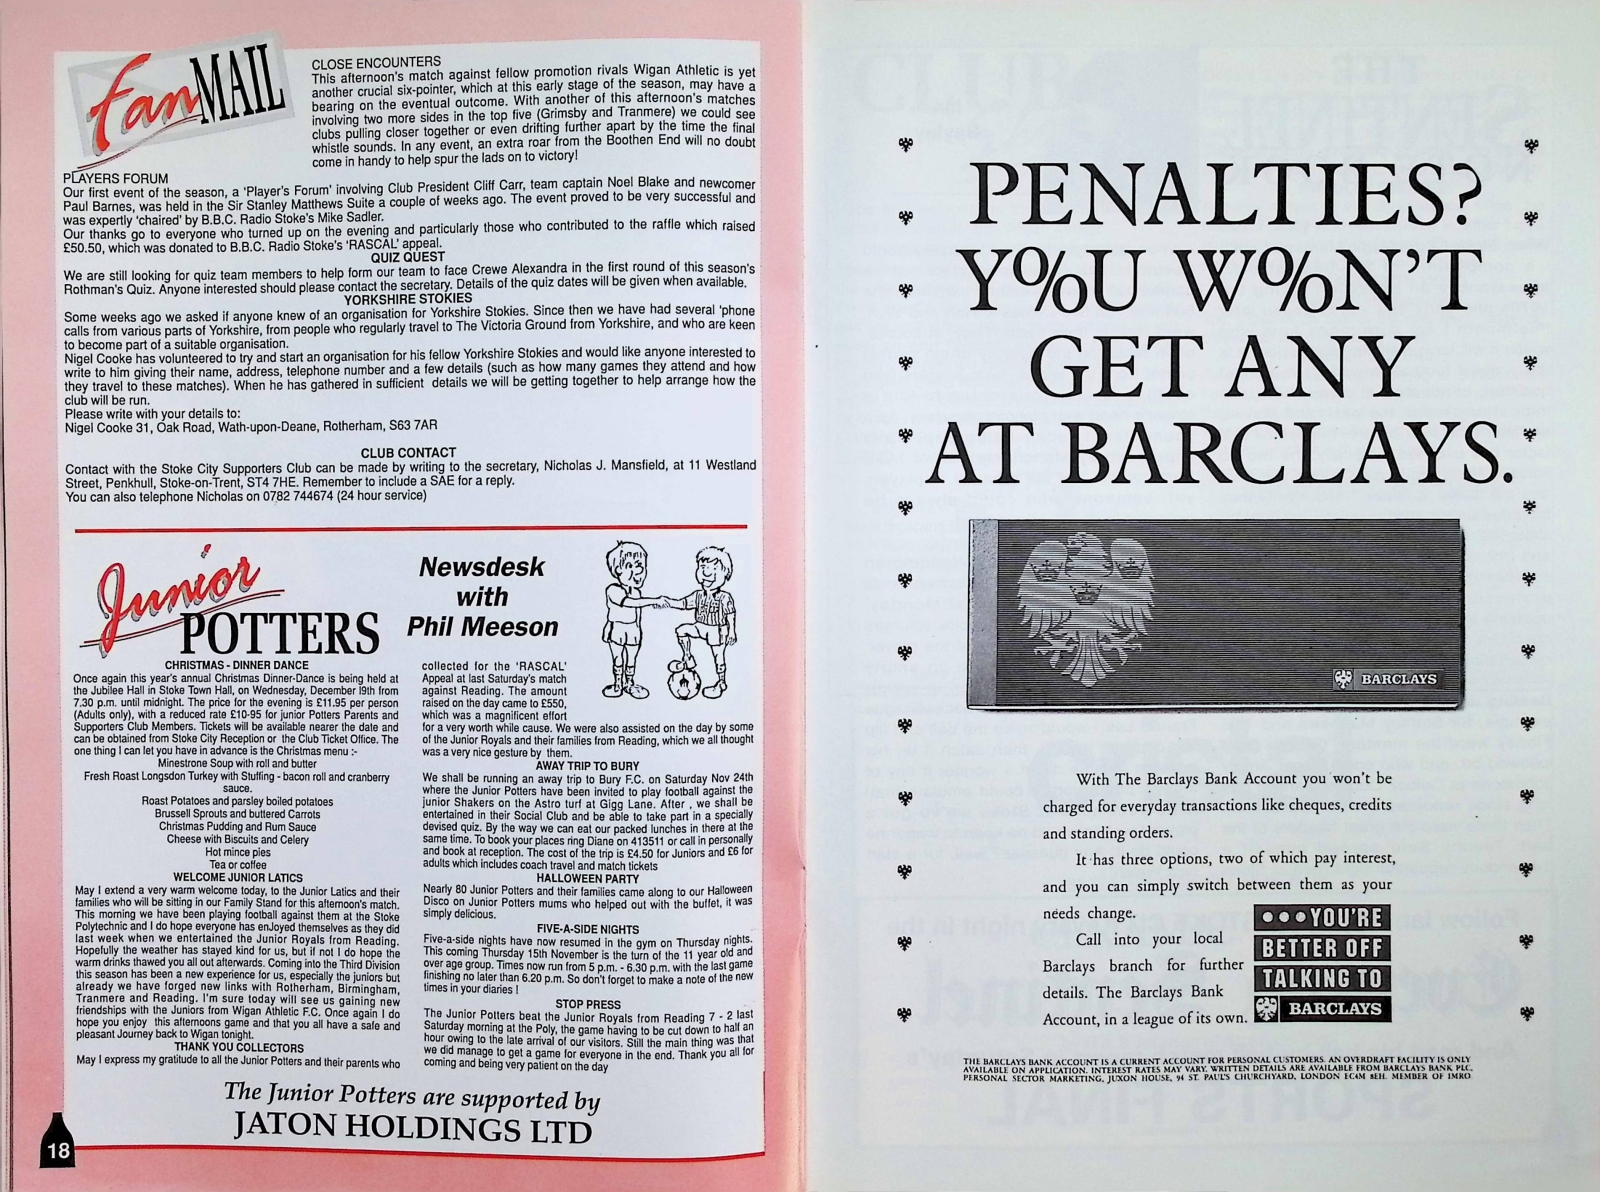 fan MAIL
CLOSE ENCOUNTERS
This afternoon's match against fellow promotion rivals Wigan Athletic is yet
another crucial six-pointer, which at this early stage of the season, may have a
bearing on the eventual outcome. With another of this afternoon's matches
involving two more sides in the top five (Grimsby and Tranmere) we could see
clubs pulling closer together or even drifting further apart by the time the final
whistle sounds. In any event, an extra roar from the Boothen End will no doubt
come in handy to help spur the lads on to victory!
PLAYERS FORUM
Our first event of the season, a 'Player's Forum' involving Club President Cliff Carr, team captain Noel Blake and newcomer
Paul Barnes, was held in the Sir Stanley Matthews Suite a couple of weeks ago. The event proved to be very successful and
was expertly 'chaired' by B.B.C. Radio Stoke's Mike Sadler.
Our thanks go to everyone who turned up on the evening and particularly those who contributed to the raffle which raised
£50.50, which was donated to B.B.C. Radio Stoke's 'RASCAL' appeal.
QUIZ QUEST
We are still looking for quiz team members to help form our team to face Crewe Alexandra in the first round of this season's
Rothman's Quiz. Anyone interested should please contact the secretary. Details of the quiz dates will be given when available.
YORKSHIRE STOKIES
Some weeks ago we asked if anyone knew of an organisation for Yorkshire Stokies. Since then we have had several 'phone
calls from various parts of Yorkshire, from people who regularly travel to The Victoria Ground from Yorkshire, and who are keen
to become part of a suitable organisation.
Nigel Cooke has volunteered to try and start an organisation for his fellow Yorkshire Stokies and would like anyone interested to
write to him giving their name, address, telephone number and a few details (such as how many games they attend and how
they travel to these matches). When he has gathered in sufficient details we will be getting together to help arrange how the
club will be run.
Please write with your details to:
Nigel Cooke 31, Oak Road, Wath-upon-Deane, Rotherham, S63 7AR
CLUB CONTACT
Contact with the Stoke City Supporters Club can be made by writing to the secretary, Nicholas J. Mansfield, at 11 Westland
Street, Penkhull, Stoke-on-Trent, ST4 7HE. Remember to include a SAE for a reply.
You can also telephone Nicholas on 0782 744674 (24 hour service)
Junior
POTTERS
Newsdesk
with
Phil Meeson
CHRISTMAS - DINNER DANCE
Once again this year's annual Christmas Dinner-Dance is being held at
the Jubilee Hall in Stoke Town Hall, on Wednesday, December 19th from
7.30 p.m. until midnight. The price for the evening is £11.95 per person
(Adults only), with a reduced rate £10-95 for junior Potters Parents and
Supporters Club Members. Tickets will be available nearer the date and
can be obtained from Stoke City Reception or the Club Ticket Office. The
one thing I can let you have in advance is the Christmas menu :-
Minestrone Soup with roll and butter
Fresh Roast Longsdon Turkey with Stuffing - bacon roll and cranberry
sauce.
Roast Potatoes and parsley boiled potatoes
Brussell Sprouts and buttered Carrots
Christmas Pudding and Rum Sauce
Cheese with Biscuits and Celery
Hot mince pies
Tea or coffee
WELCOME JUNIOR LATICS
May I extend a very warm welcome today, to the Junior Latics and their
families who will be sitting in our Family Stand for this afternoon's match.
This morning we have been playing football against them at the Stoke
Polytechnic and I do hope everyone has enJoyed themselves as they did
last week when we entertained the Junior Royals from Reading.
Hopefully the weather has stayed kind for us, but if not I do hope the
warm drinks thawed you all out afterwards. Coming into the Third Division
this season has been a new experience for us, especially the juniors but
already we have forged new links with Rotherham, Birmingham,
Tranmere and Reading. I'm sure today will see us gaining new
friendships with the Juniors from Wigan Athletic F.C. Once again I do
hope you enjoy this afternoons game and that you all have a safe and
pleasant Journey back to Wigan tonight.
THANK YOU COLLECTORS
May I express my gratitude to all the Junior Potters and their parents who
collected for the 'RASCAL'
Appeal at last Saturday's match
against Reading. The amount
raised on the day came to £550,
which was a magnificent effort
for a very worth while cause. We were also assisted on the day by some
of the Junior Royals and their families from Reading, which we all thought
was a very nice gesture by them.
AWAY TRIP TO BURY
We shall be running an away trip to Bury F.C. on Saturday Nov 24th
where the Junior Potters have been invited to play football against the
junior Shakers on the Astro turf at Gigg Lane. After , we shall be
entertained in their Social Club and be able to take part in a specially
devised quiz. By the way we can eat our packed lunches in there at the
same time. To book your places ring Diane on 413511 or call in personally
and book at reception. The cost of the trip is £4.50 for Juniors and £6 for
adults which includes coach travel and match tickets
HALLOWEEN PARTY
Nearly 80 Junior Potters and their families came along to our Halloween
Disco on Junior Potters mums who helped out with the buffet, it was
simply delicious.
FIVE-A-SIDE NIGHTS
Five-a-side nights have now resumed in the gym on Thursday nights.
This coming Thursday 15th November is the turn of the 11 year old and
over age group. Times now run from 5 p.m. - 6.30 p.m. with the last game
finishing no later than 6.20 p.m. So don't forget to make a note of the new
times in your diaries !
STOP PRESS
The Junior Potters beat the Junior Royals from Reading 7 - 2 last
Saturday morning at the Poly, the game having to be cut down to half an
hour owing to the late arrival of our visitors. Still the main thing was that
we did manage to get a game for everyone in the end. Thank you all for
coming and being very patient on the day
The Junior Potters are supported by
JATON HOLDINGS LTD
18
PENALTIES?
Y%U W%N'T
GET ANY
AT BARCLAYS.
BARCLAYS
With The Barclays Bank Account you won't be
charged for everyday transactions like cheques, credits
and standing orders.
It has three options, two of which pay interest,
and you can simply switch between them as your
needs change.
Call into your local
Barclays branch for further
details. The Barclays Bank
Account, in a league of its own.
•••YOU'RE
BETTER OFF
TALKING TO
BARCLAYS
THE BARCLAYS BANK ACCOUNT IS A CURRENT ACCOUNT FOR PERSONAL CUSTOMERS. AN OVERDRAFT FACILITY IS ONLY
AVAILABLE ON APPLICATION. INTEREST RATES MAY VARY. WRITTEN DETAILS ARE AVAILABLE FROM BARCLAYS BANK PLC,
PERSONAL SECTOR MARKETING, JUXON HOUSE, 94 ST. PAUL'S CHURCHYARD, LONDON EC4M 8EH. MEMBER OF IMRO